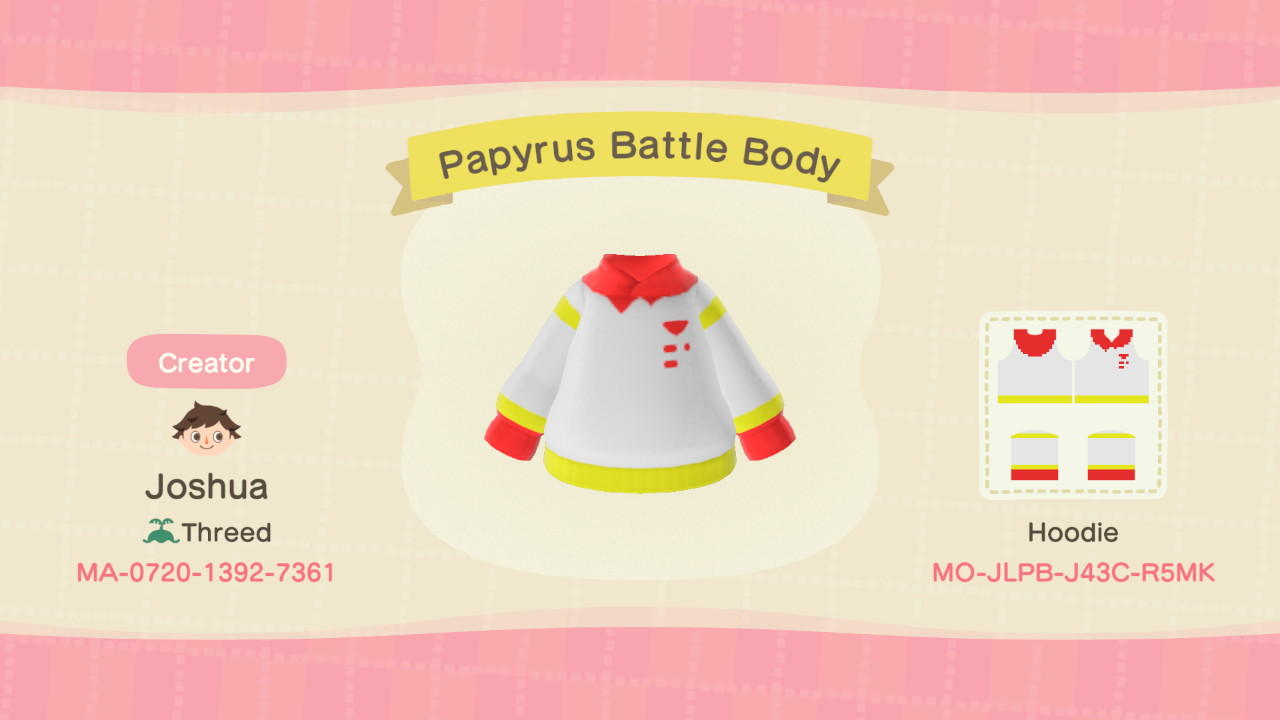 Papyrus Battle Body
Creator
Joshua
Threed
MA-0720-1392-7361
Hoodie
MO-JLPB-J43C-R5MK